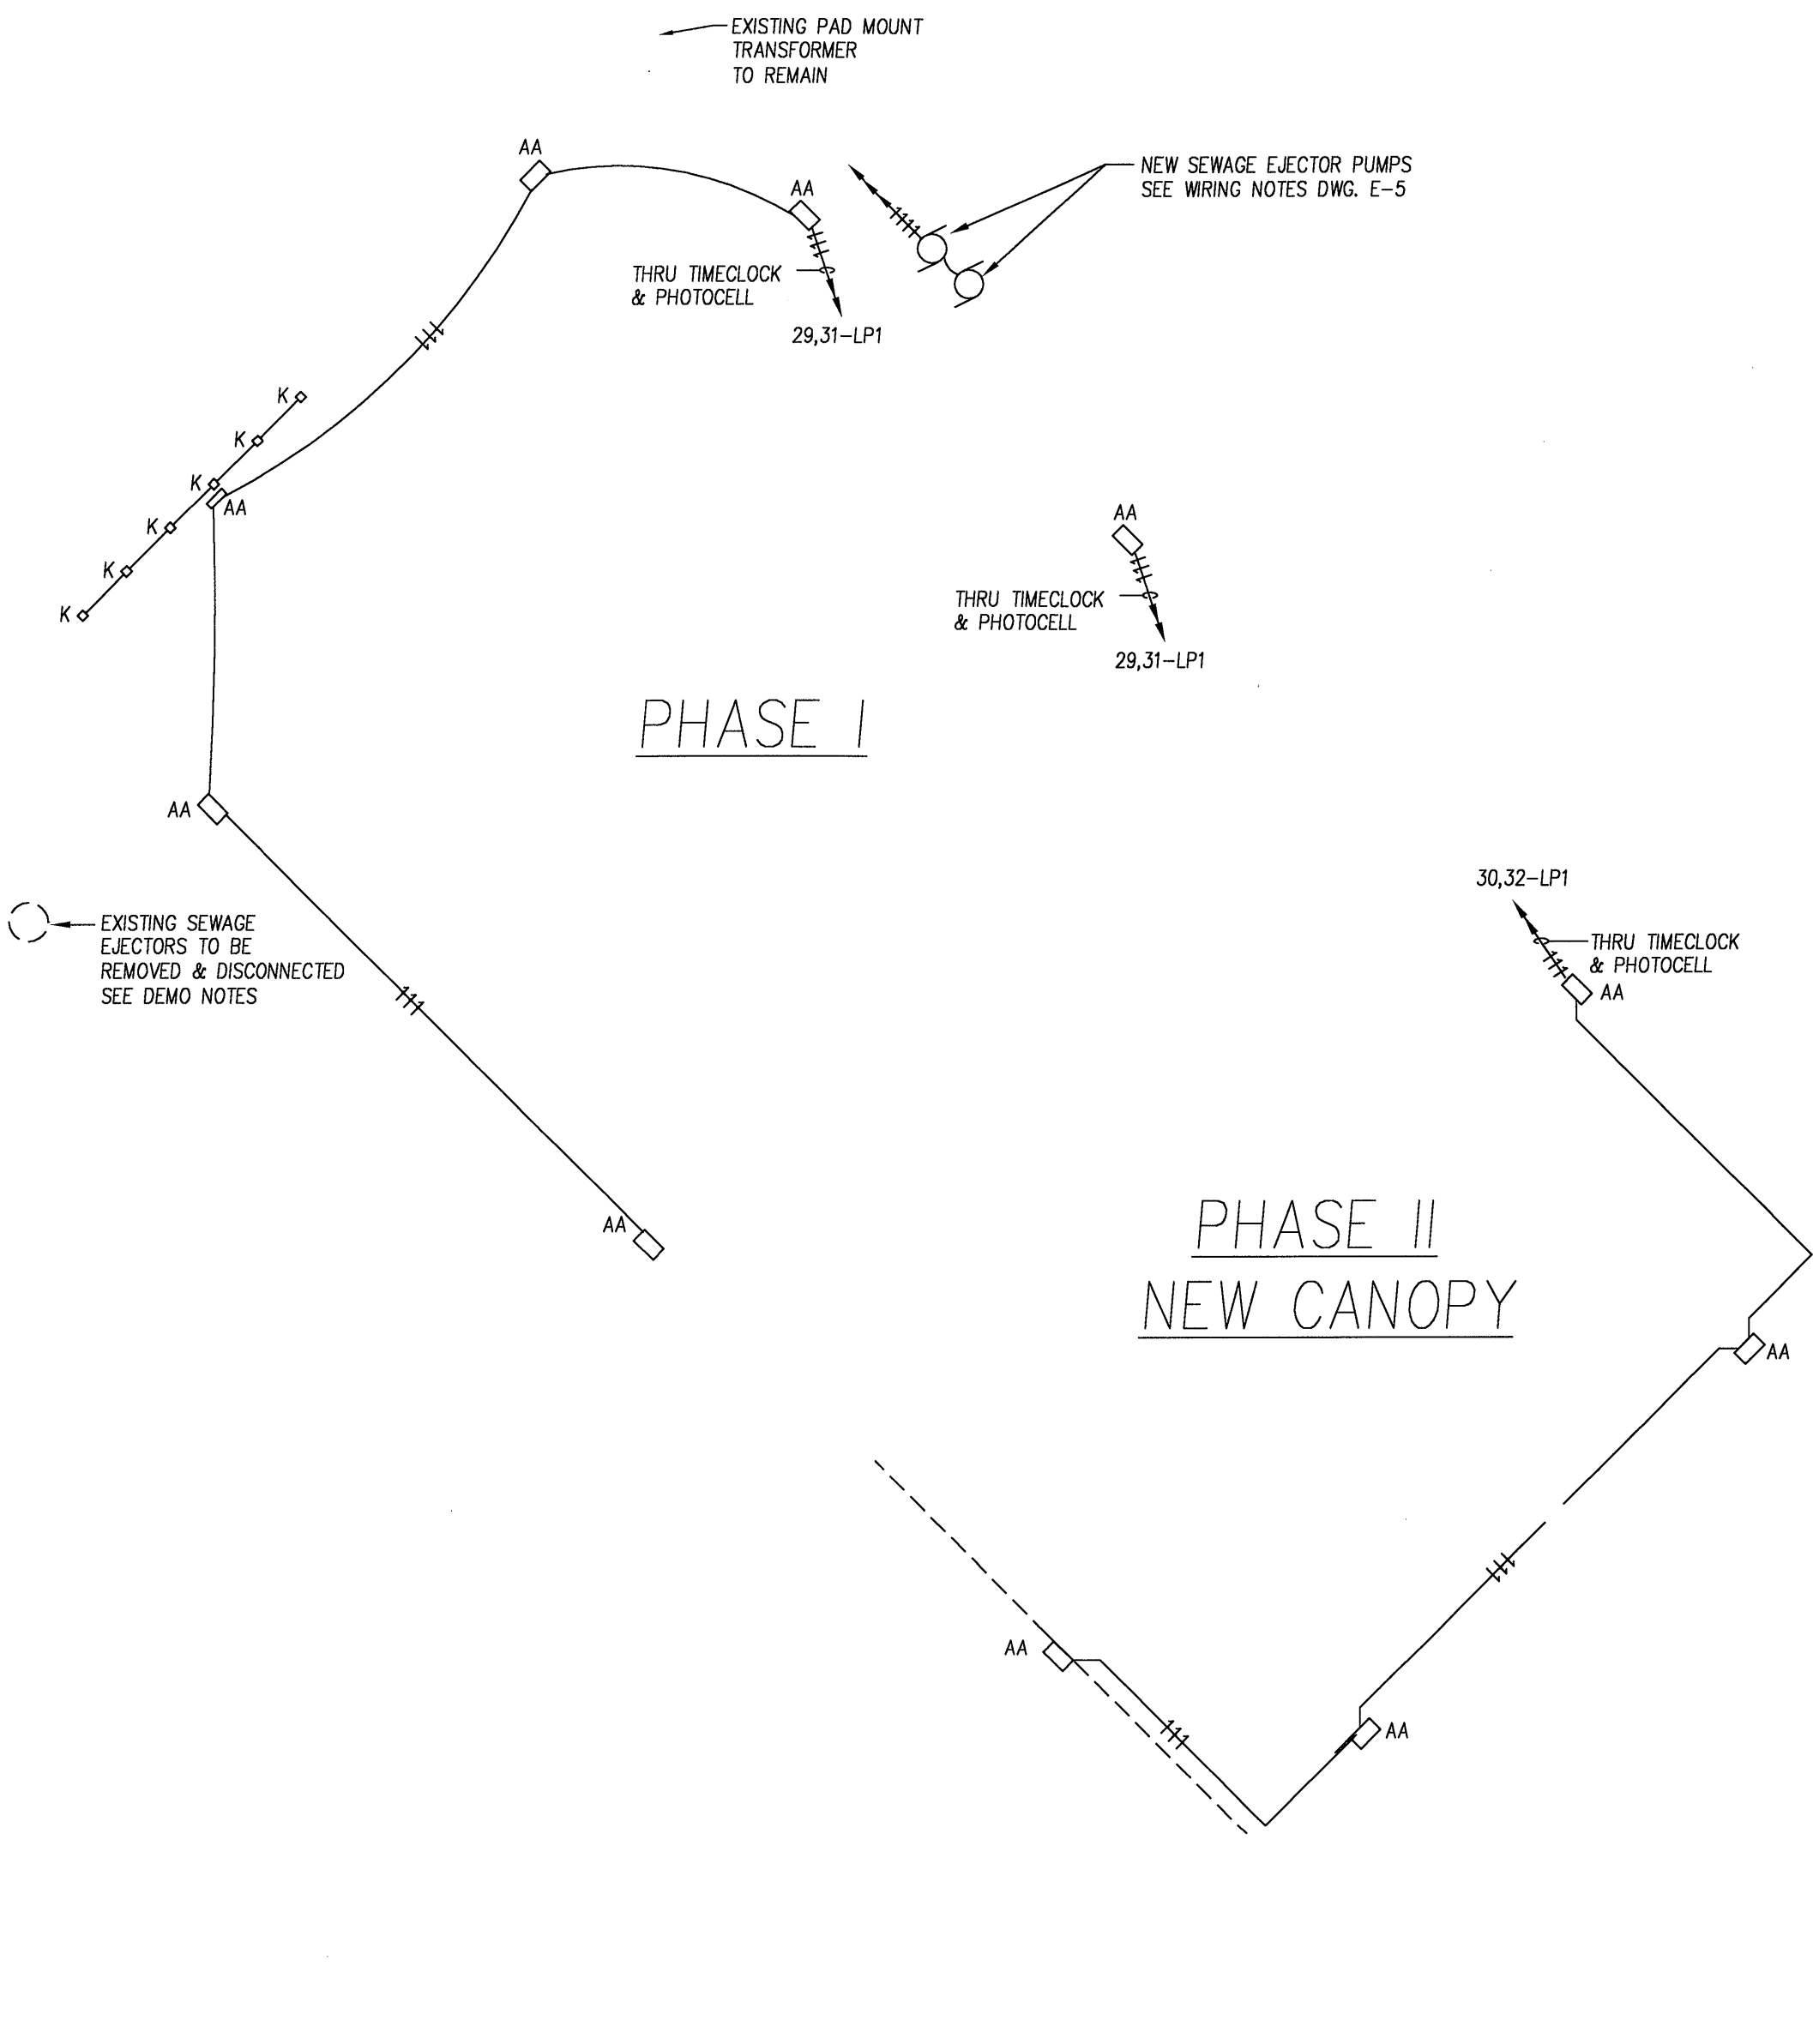 EXISTING PAD MOUNT
TRANSFORMER
TO REMAIN
AA
AA
NEW SEWAGE EJECTOR PUMPS
SEE WIRING NOTES DWG. E-5
THRU TIMECLOCK
& PHOTOCELL
29,31-LP1
K
K
K
AA
K
K
K
AA
THRU TIMECLOCK
& PHOTOCELL
29,31-LP1
PHASE I
AA
EXISTING SEWAGE
EJECTORS TO BE
REMOVED & DISCONNECTED
SEE DEMO NOTES
30,32-LP1
THRU TIMECLOCK
& PHOTOCELL
AA
AA
PHASE II
NEW CANOPY
AA
AA
AA